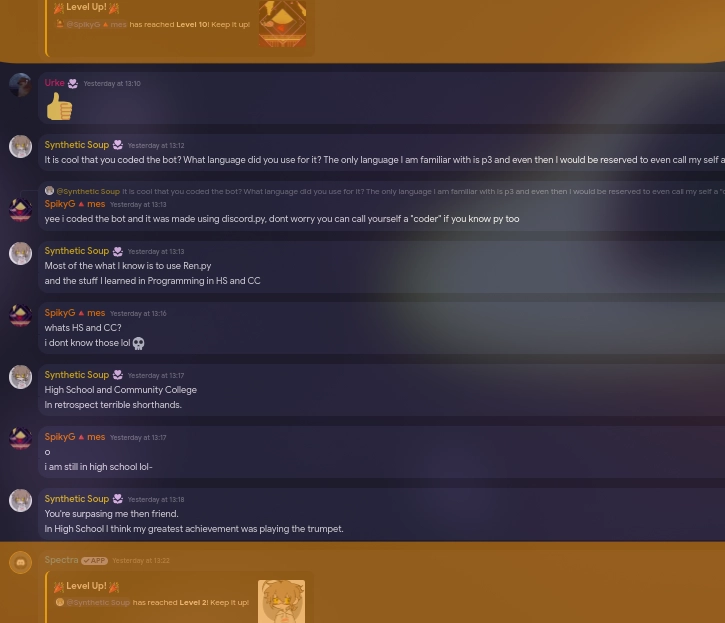 Level Up!
@SpikyG🔺mes has reached Level 10! Keep it up!
Urke Yesterday at 13:10
Synthetic Soup Yesterday at 13:12
It is cool that you coded the bot? What language did you use for it? The only language I am familiar with is p3 and even then I would be reserved to even call my self a
@Synthetic Soup It is cool that you coded the bot? What language did you use for it? The only language I am familiar with is p3 and even then I would be reserved to even call my self a
SpikyG🔺mes Yesterday at 13:13
yee i coded the bot and it was made using discord.py, dont worry you can call yourself a "coder" if you know py too
Synthetic Soup Yesterday at 13:13
Most of the what I know is to use Ren.py
and the stuff I learned in Programming in HS and CC
SpikyG🔺mes Yesterday at 13:16
whats HS and CC?
i dont know those lol 💀
Synthetic Soup Yesterday at 13:17
High School and Community College
In retrospect terrible shorthands.
SpikyG🔺mes Yesterday at 13:17
o
i am still in high school lol-
Synthetic Soup Yesterday at 13:18
You're surpasing me then friend.
In High School I think my greatest achievement was playing the trumpet.
Spectra ✓APP Yesterday at 13:22
Level Up!
@Synthetic Soup has reached Level 2! Keep it up!